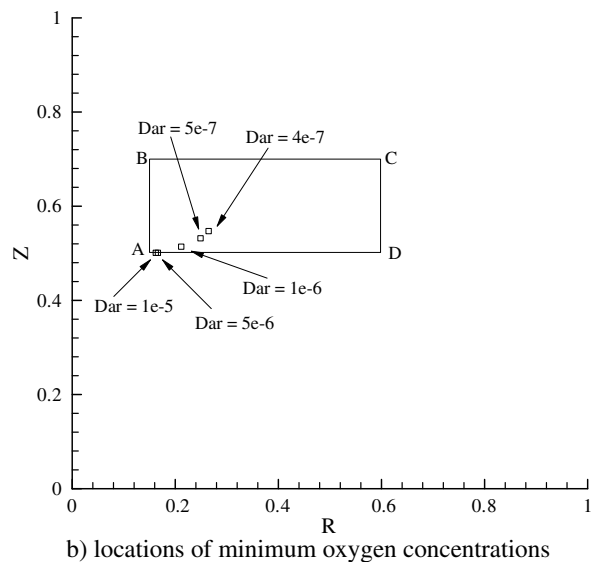 1
0.8
Dar = 5e-7
Dar = 4e-7
B
C
0.6
Z
A
D
0.4
Dar = 1e-5
Dar = 1e-6
Dar = 5e-6
0.2
0
0
0.2
0.4
0.6
0.8
1
R
b) locations of minimum oxygen concentrations